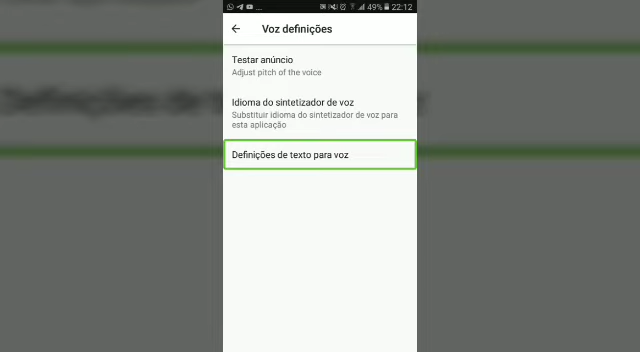 49% 22:12
Voz definições
Testar anúncio
Adjust pitch of the voice
Idioma do sintetizador de voz
Substituir idioma do sintetizador de voz para
esta aplicação
Definições de texto para voz